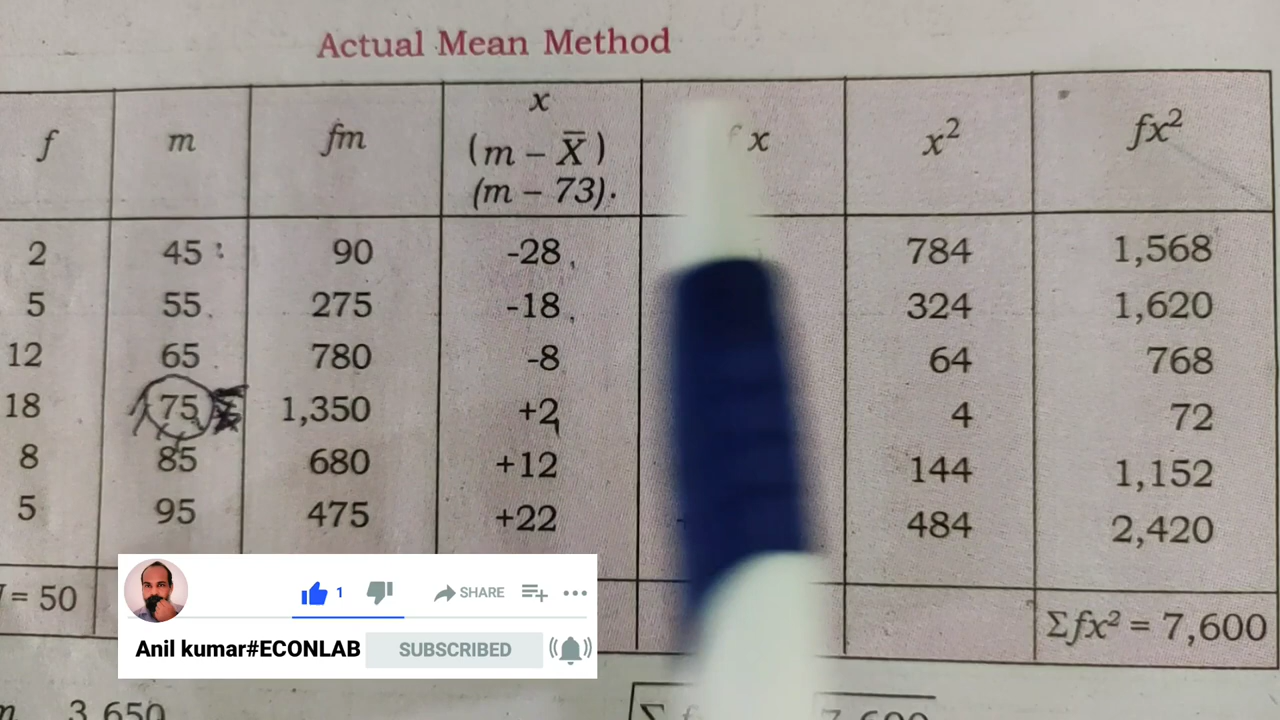 Actual Mean Method
f m fm x x x² fx²
(m – X̄)
(m – 73).
2 45 90 -28 784 1,568
5 55 275 -18 324 1,620
12 65 780 -8 64 768
18 75 1,350 +2 4 72
8 85 680 +12 144 1,152
5 95 475 +22 484 2,420
= 50 Σfx² = 7,600
1 SHARE
Anil kumar#ECONLAB SUBSCRIBED
3,650 Σ f 7,600